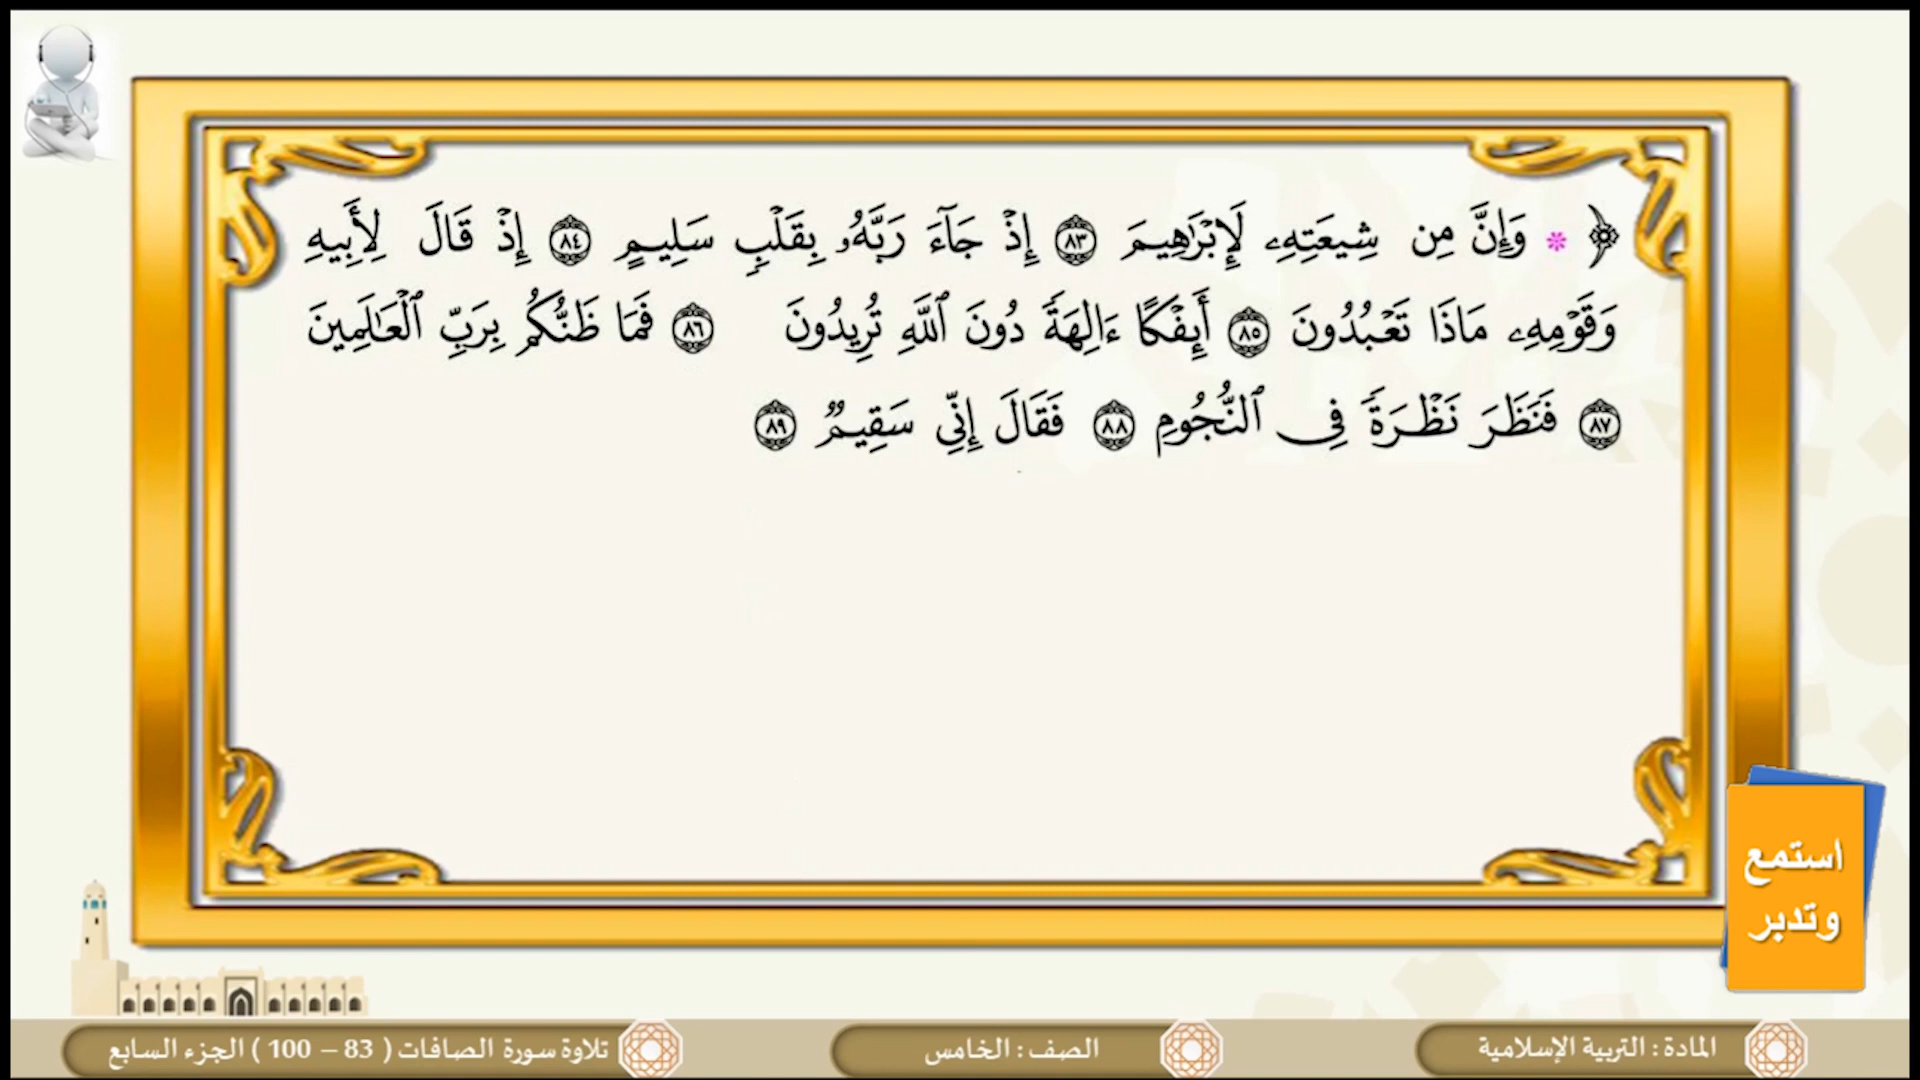 ﴿ * وَإِنَّ مِن شِيعَتِهِۦ لَإِبْرَٰهِيمَ ٨٣ إِذْ جَآءَ رَبَّهُۥ بِقَلْبٍ سَلِيمٍ ٨٤ إِذْ قَالَ لِأَبِيهِ
وَقَوْمِهِۦ مَاذَا تَعْبُدُونَ ٨٥ أَئِفْكًا ءَالِهَةً دُونَ ٱللَّهِ تُرِيدُونَ ٨٦ فَمَا ظَنُّكُم بِرَبِّ ٱلْعَٰلَمِينَ
٨٧ فَنَظَرَ نَظْرَةً فِى ٱلنُّجُومِ ٨٨ فَقَالَ إِنِّى سَقِيمٌ ٨٩
استمع
وتدبر
المادة : التربية الإسلامية
الصف : الخامس
تلاوة سورة الصافات ( 83 – 100 ) الجزء السابع